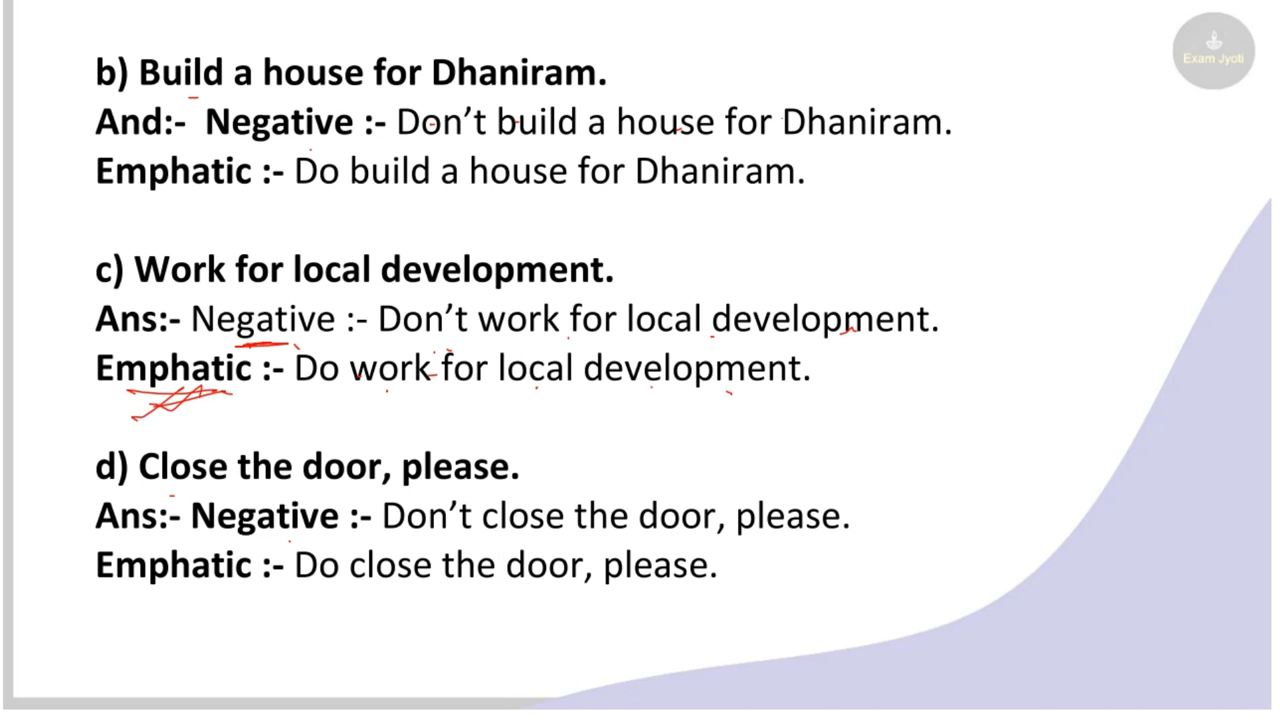 Exam Jyoti
b) Build a house for Dhaniram.
And:- Negative :- Don’t build a house for Dhaniram.
Emphatic :- Do build a house for Dhaniram.
c) Work for local development.
Ans:- Negative :- Don’t work for local development.
Emphatic :- Do work for local development.
d) Close the door, please.
Ans:- Negative :- Don’t close the door, please.
Emphatic :- Do close the door, please.